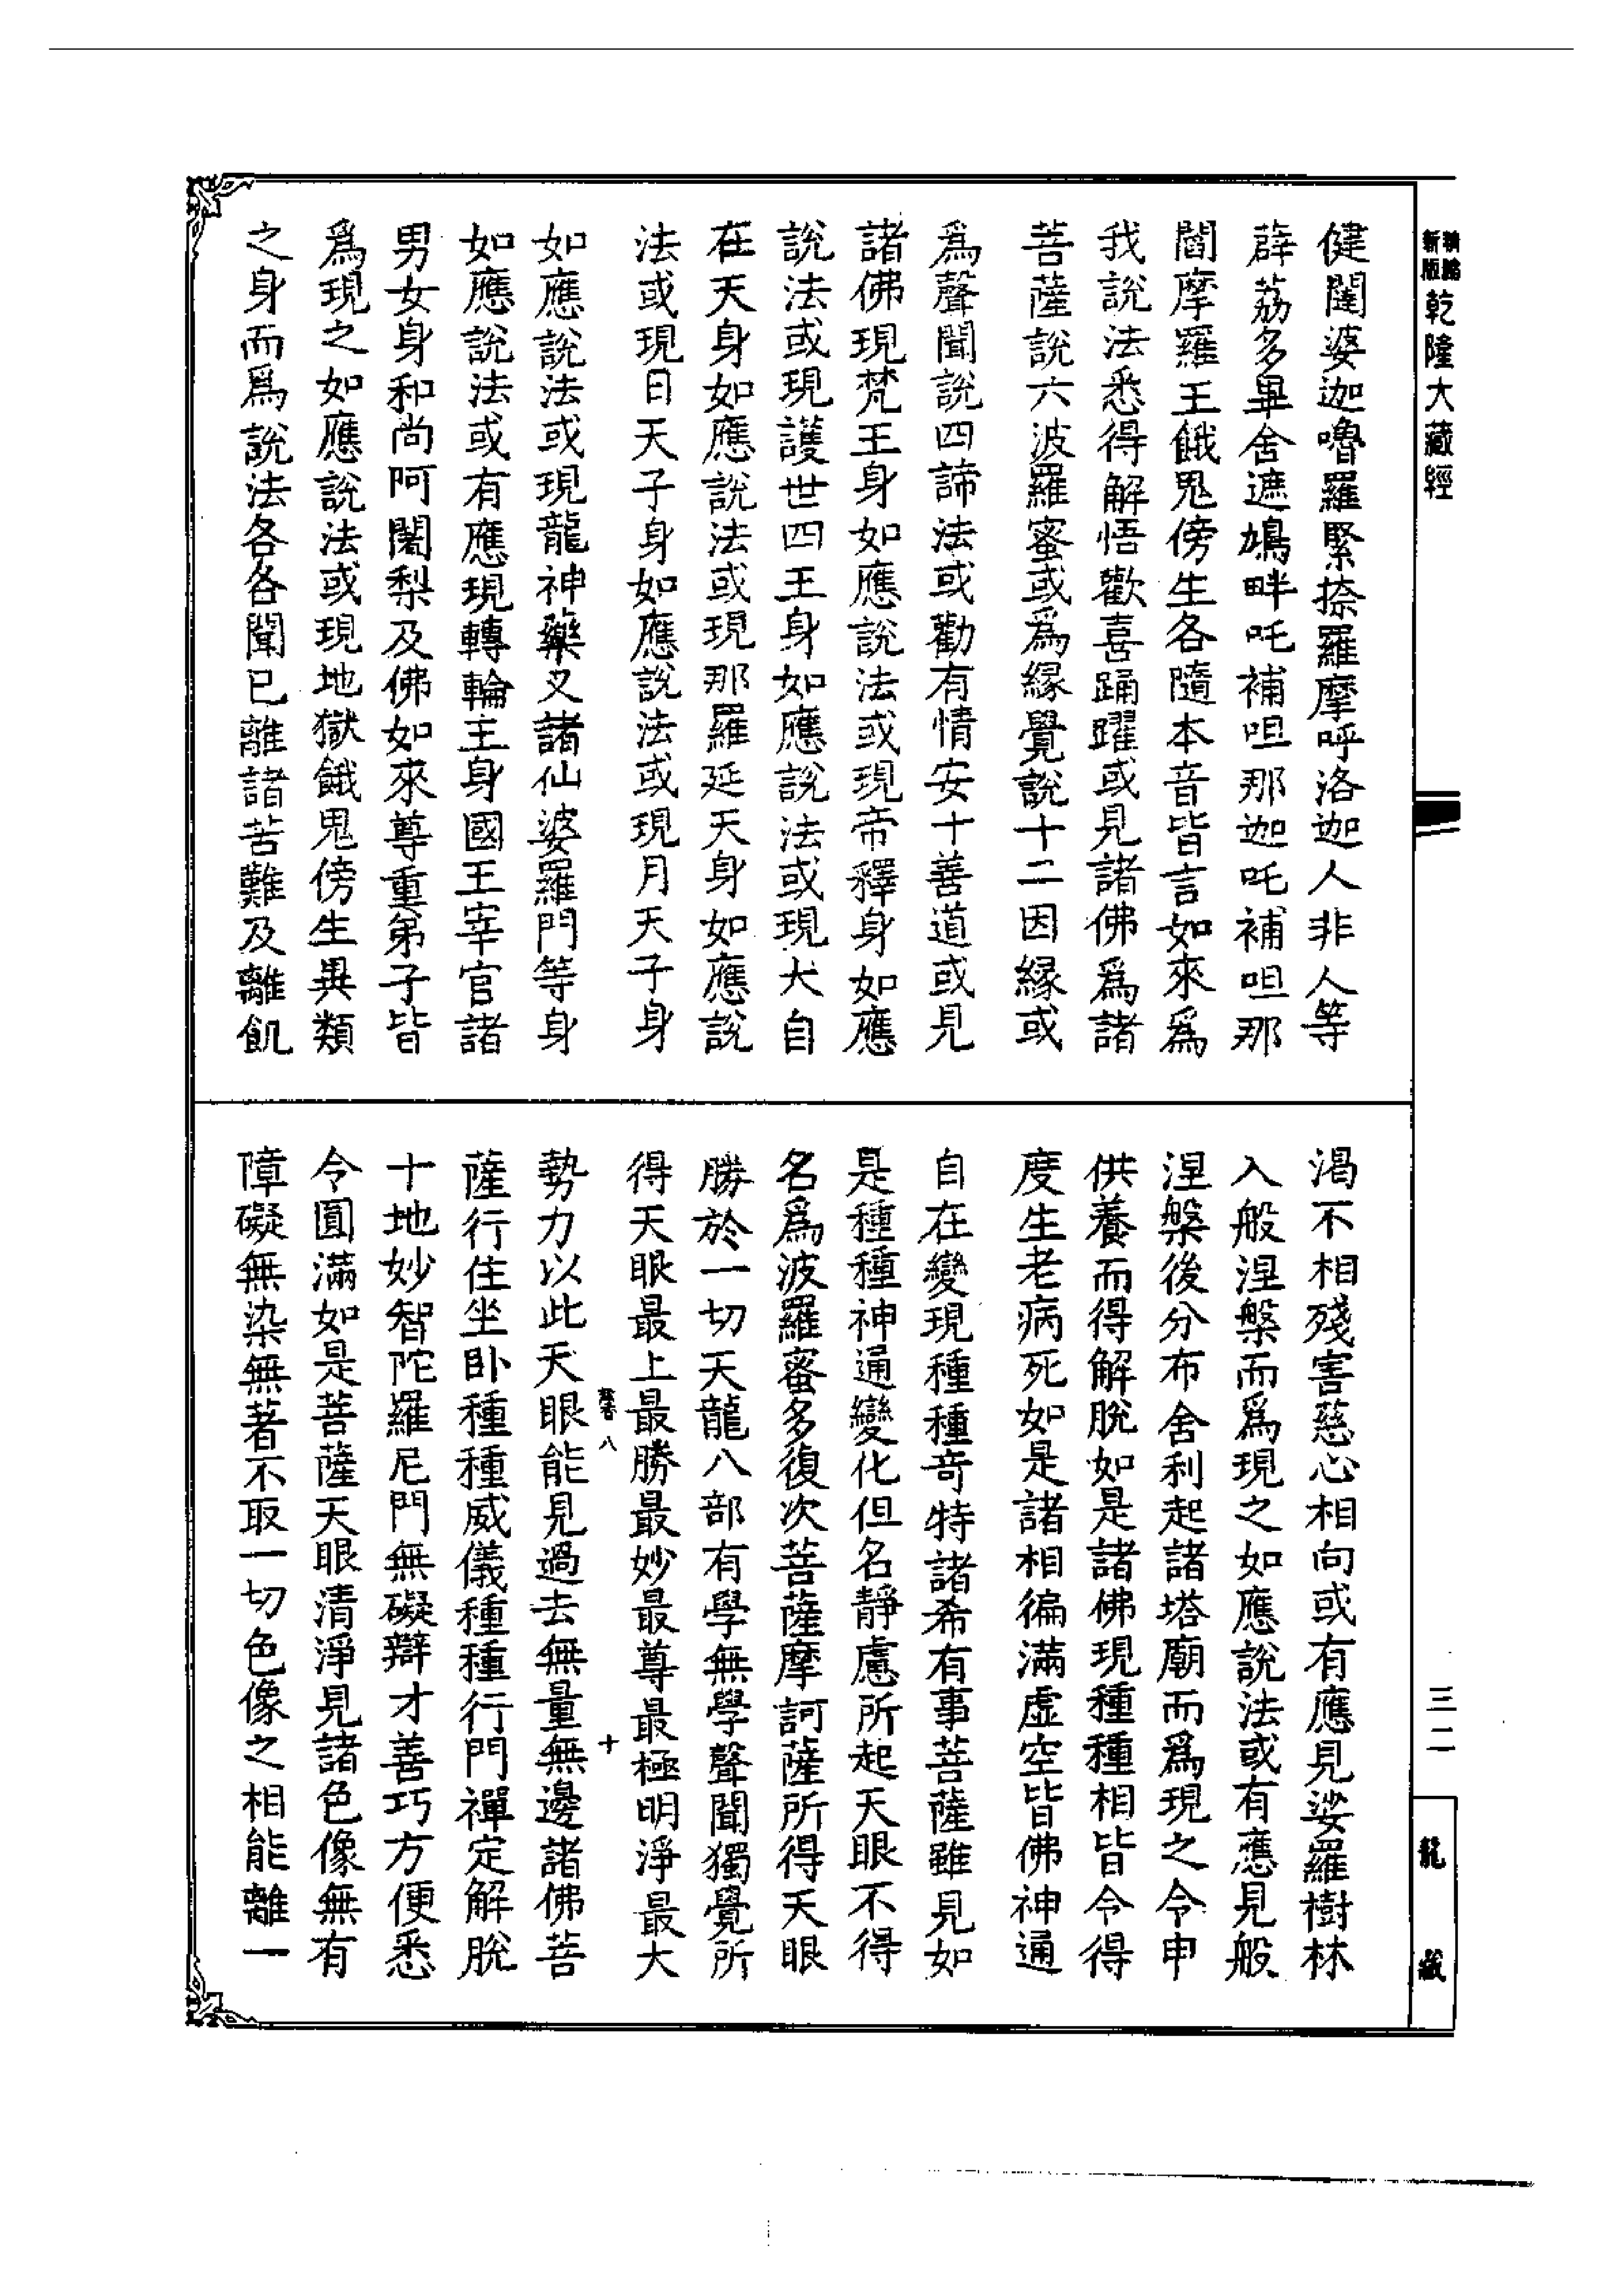 新編
新版
乾隆大藏經
健闥婆迦嚕羅緊捺羅摩呼洛迦人非人等
薜荔多畢舍遮鳩畔吒補呾那迦吒補呾那
閻摩羅王餓鬼傍生各隨本音皆言如來爲
我說法悉得解悟歡喜踊躍或見諸佛爲諸
菩薩說六波羅蜜或爲緣覺說十二因緣或
爲聲聞說四諦法或勸有情安十善道或見
諸佛現梵王身如應說法或現帝釋身如應
說法或現護世四王身如應說法或現大自
在天身如應說法或現那羅延天身如應說
法或現日天子身如應說法或現月天子身
如應說法或現龍神藥叉諸仙婆羅門等身
如應說法或有應現轉輪王身國王宰官諸
男女身和尚阿闍梨及佛如來尊重弟子皆
爲現之如應說法或現地獄餓鬼傍生異類
之身而爲說法各各聞已離諸苦難及離飢
渴不相殘害慈心相向或有應見娑羅樹林
入般涅槃而爲現之如應說法或有應見般
涅槃後分布舍利起諸塔廟而爲現之令申
供養而得解脫如是諸佛現種種相皆令得
度生老病死如是諸相徧滿虛空皆佛神通
自在變現種種奇特諸希有事菩薩雖見如
是種種神通變化但名靜慮所起天眼不得
名爲波羅蜜多復次菩薩摩訶薩所得天眼
勝於一切天龍八部有學無學聲聞獨覺所
得天眼最上最勝最妙最尊最極明淨最大
八 十
勢力以此天眼能見過去無量無邊諸佛菩
薩行住坐卧種種威儀種種行門禪定解脫
十地妙智陀羅尼門無礙辯才善巧方便悉
令圓滿如是菩薩天眼清淨見諸色像無有
障礙無染無著不取一切色像之相能離一
三二
龍藏